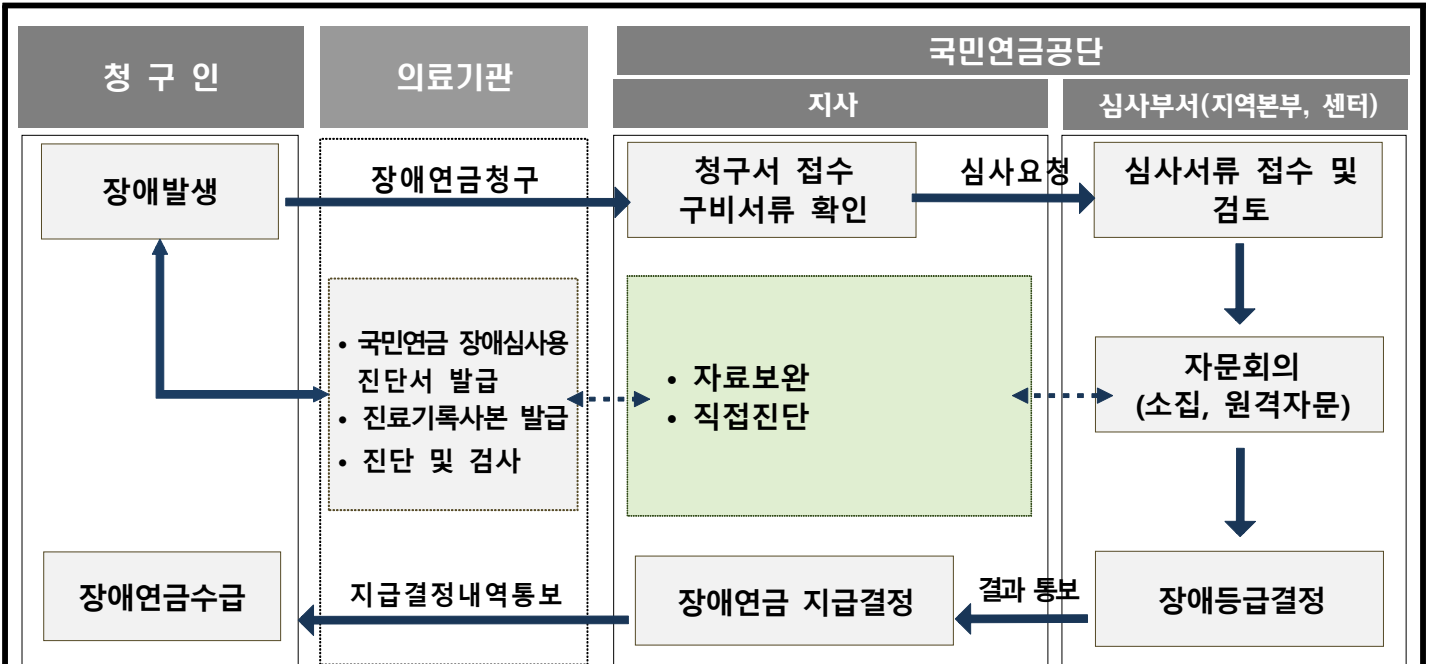 청 구 인
의료기관
국민연금공단
지사
심사부서(지역본부, 센터)
장애발생
장애연금청구
청구서 접수
구비서류 확인
심사요청
심사서류 접수 및
검토
• 국민연금 장애심사용
진단서 발급
• 진료기록사본 발급
• 진단 및 검사
• 자료보완
• 직접진단
자문회의
(소집, 원격자문)
장애연금수급
지급결정내역통보
장애연금 지급결정
결과 통보
장애등급결정